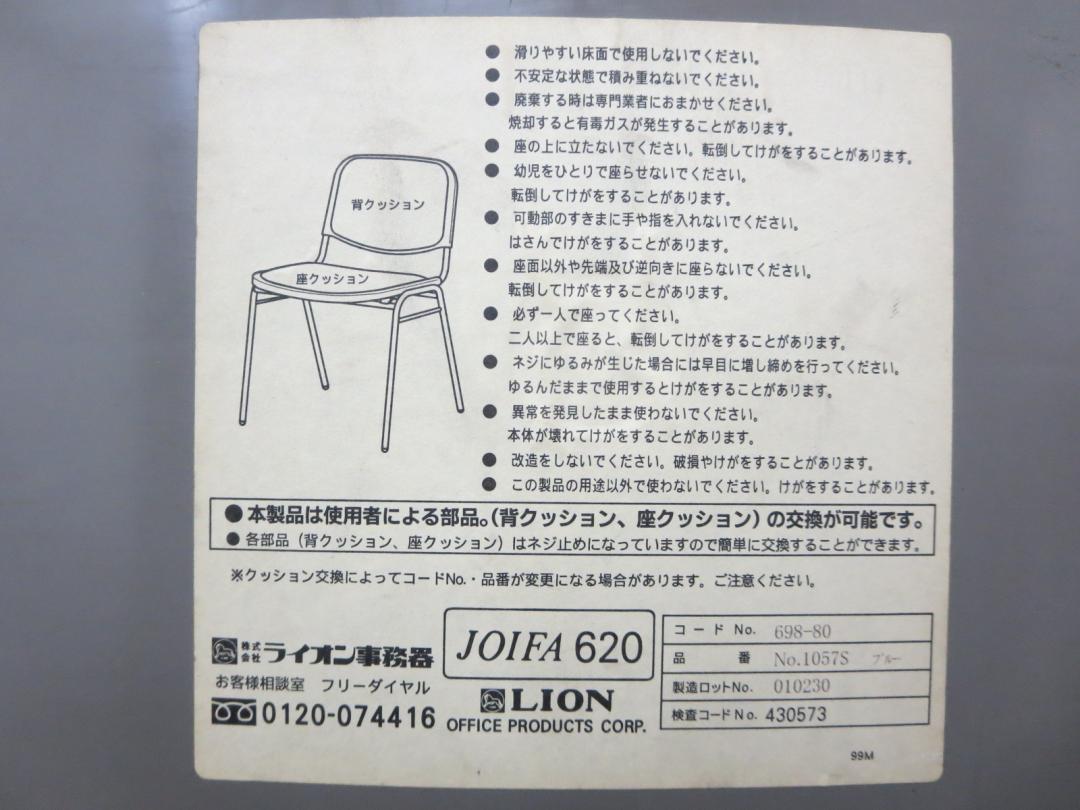 ● 滑りやすい床面で使用しないでください。
● 不安定な状態で積み重ねないでください。
● 廃棄する時は専門業者におまかせください。
焼却すると有毒ガスが発生することがあります。
● 座の上に立たないでください。転倒してけがをすることがあります。
● 幼児をひとりで座らせないでください。
転倒してけがをすることがあります。
● 可動部のすきまに手や指を入れないでください。
はさんでけがをすることがあります。
● 座面以外や先端及び逆向きに座らないでください。
転倒してけがをすることがあります。
● 必ず一人で座ってください。
二人以上で座ると、転倒してけがをすることがあります。
● ネジにゆるみが生じた場合には早目に増し締めを行ってください。
ゆるんだままで使用するとけがをすることがあります。
● 異常を発見したまま使わないでください。
本体が壊れてけがをすることがあります。
● 改造をしないでください。破損やけがをすることがあります。
● この製品の用途以外で使わないでください。けがをすることがあります。
背クッション
座クッション
● 本製品は使用者による部品。(背クッション、座クッション)の交換が可能です。
● 各部品(背クッション、座クッション)はネジ止めになっていますので簡単に交換することができます。
※クッション交換によってコードNo.・品番が変更になる場合があります。ご注意ください。
株式会社 ライオン事務器
お客様相談室 フリーダイヤル
0120-074416
JOIFA 620
LION
OFFICE PRODUCTS CORP.
コードNo. 698-80
品番 No.1057S ブルー
製造ロットNo. 010230
検査コードNo. 430573
99M